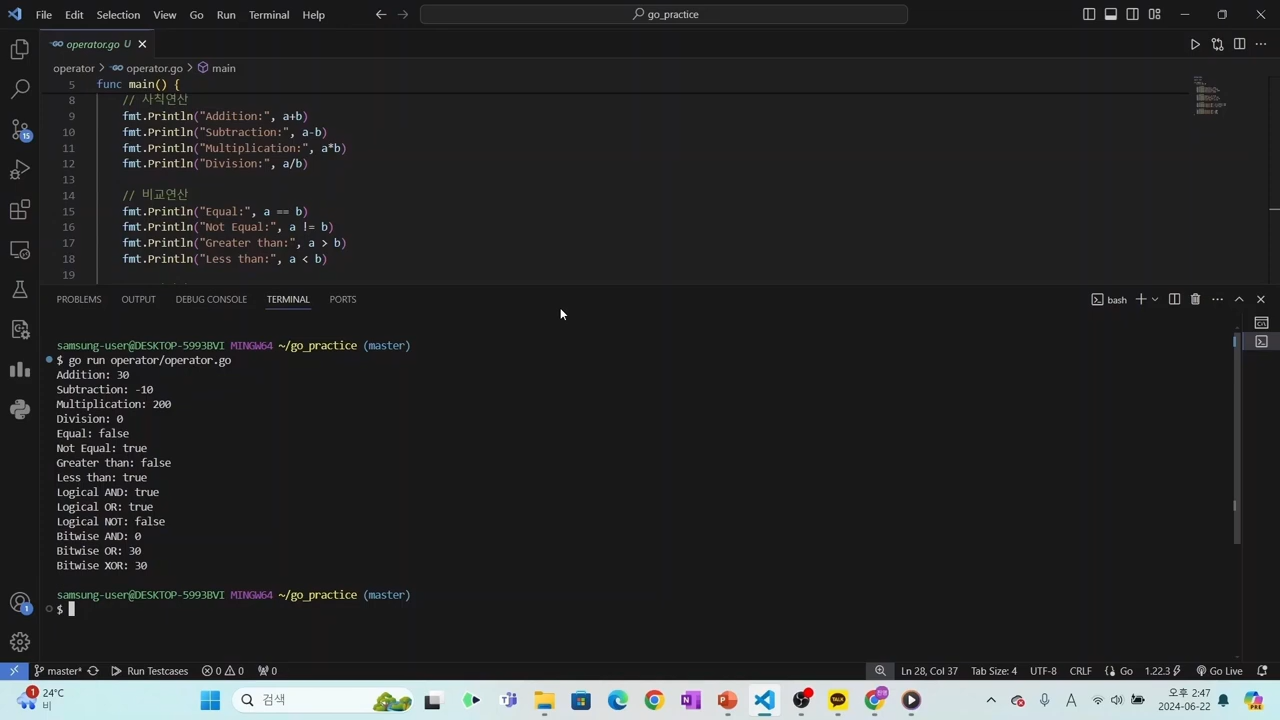 File Edit Selection View Go Run Terminal Help go_practice
operator.go U
operator > operator.go > main
5 func main() {
8 // 사칙연산
9 fmt.Println("Addition:", a+b)
10 fmt.Println("Subtraction:", a-b)
11 fmt.Println("Multiplication:", a*b)
12 fmt.Println("Division:", a/b)
13
14 // 비교연산
15 fmt.Println("Equal:", a == b)
16 fmt.Println("Not Equal:", a != b)
17 fmt.Println("Greater than:", a > b)
18 fmt.Println("Less than:", a < b)
19
PROBLEMS OUTPUT DEBUG CONSOLE TERMINAL PORTS bash
samsung-user@DESKTOP-5993BVI MINGW64 ~/go_practice (master)
$ go run operator/operator.go
Addition: 30
Subtraction: -10
Multiplication: 200
Division: 0
Equal: false
Not Equal: true
Greater than: false
Less than: true
Logical AND: true
Logical OR: true
Logical NOT: false
Bitwise AND: 0
Bitwise OR: 30
Bitwise XOR: 30
samsung-user@DESKTOP-5993BVI MINGW64 ~/go_practice (master)
$
15
1
master* Run Testcases 0 0 0 Ln 28, Col 37 Tab Size: 4 UTF-8 CRLF Go 1.22.3 Go Live
1 24°C 검색 TALK A 오후 2:47
11-22 2024-06-22 PRE